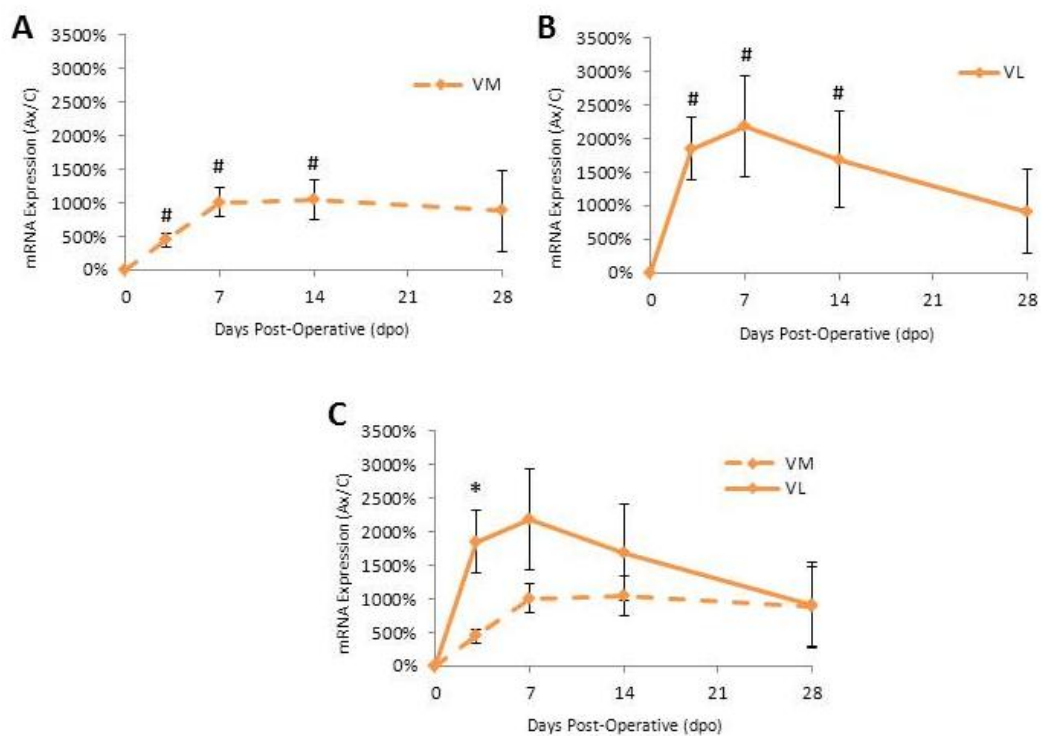 A
mRNA Expression (Ax/C)
3500%
3000%
2500%
2000%
1500%
1000%
500%
0%
VM
#
#
#
0 7 14 21 28
Days Post-Operative (dpo)
B
mRNA Expression (Ax/C)
3500%
3000%
2500%
2000%
1500%
1000%
500%
0%
VL
#
#
#
0 7 14 21 28
Days Post-Operative (dpo)
C
mRNA Expression (Ax/C)
3500%
3000%
2500%
2000%
1500%
1000%
500%
0%
VM
VL
*
0 7 14 21 28
Days Post-Operative (dpo)